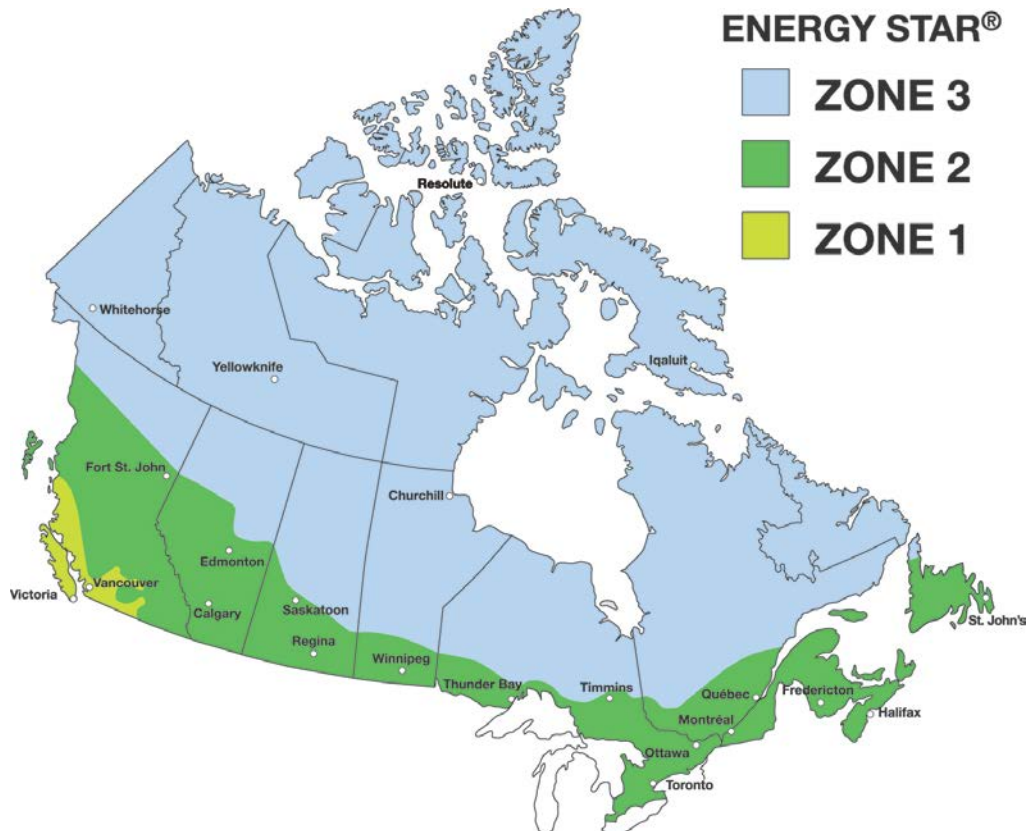 ENERGY STAR®
ZONE 3
ZONE 2
ZONE 1
Resolute
Whitehorse
Yellowknife
Iqaluit
Fort St. John
Churchill
Edmonton
Vancouver
Victoria
Calgary
Saskatoon
St. John's
Regina
Winnipeg
Thunder Bay
Timmins
Québec
Fredericton
Halifax
Montréal
Ottawa
Toronto